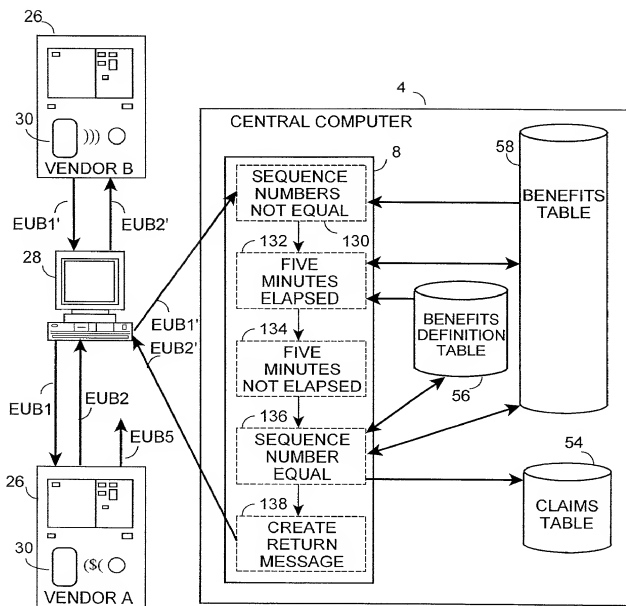 26
4
CENTRAL COMPUTER
30
)))
VENDOR B
8
58
SEQUENCE
NUMBERS
NOT EQUAL
BENEFITS
TABLE
EUB1'
EUB2'
132
130
28
FIVE
MINUTES
ELAPSED
EUB1'
EUB2'
134
BENEFITS
DEFINITION
TABLE
FIVE
MINUTES
NOT ELAPSED
56
EUB1
EUB2
EUB5
136
SEQUENCE
NUMBER
EQUAL
54
26
138
CLAIMS
TABLE
CREATE
RETURN
MESSAGE
30
($(
VENDOR A